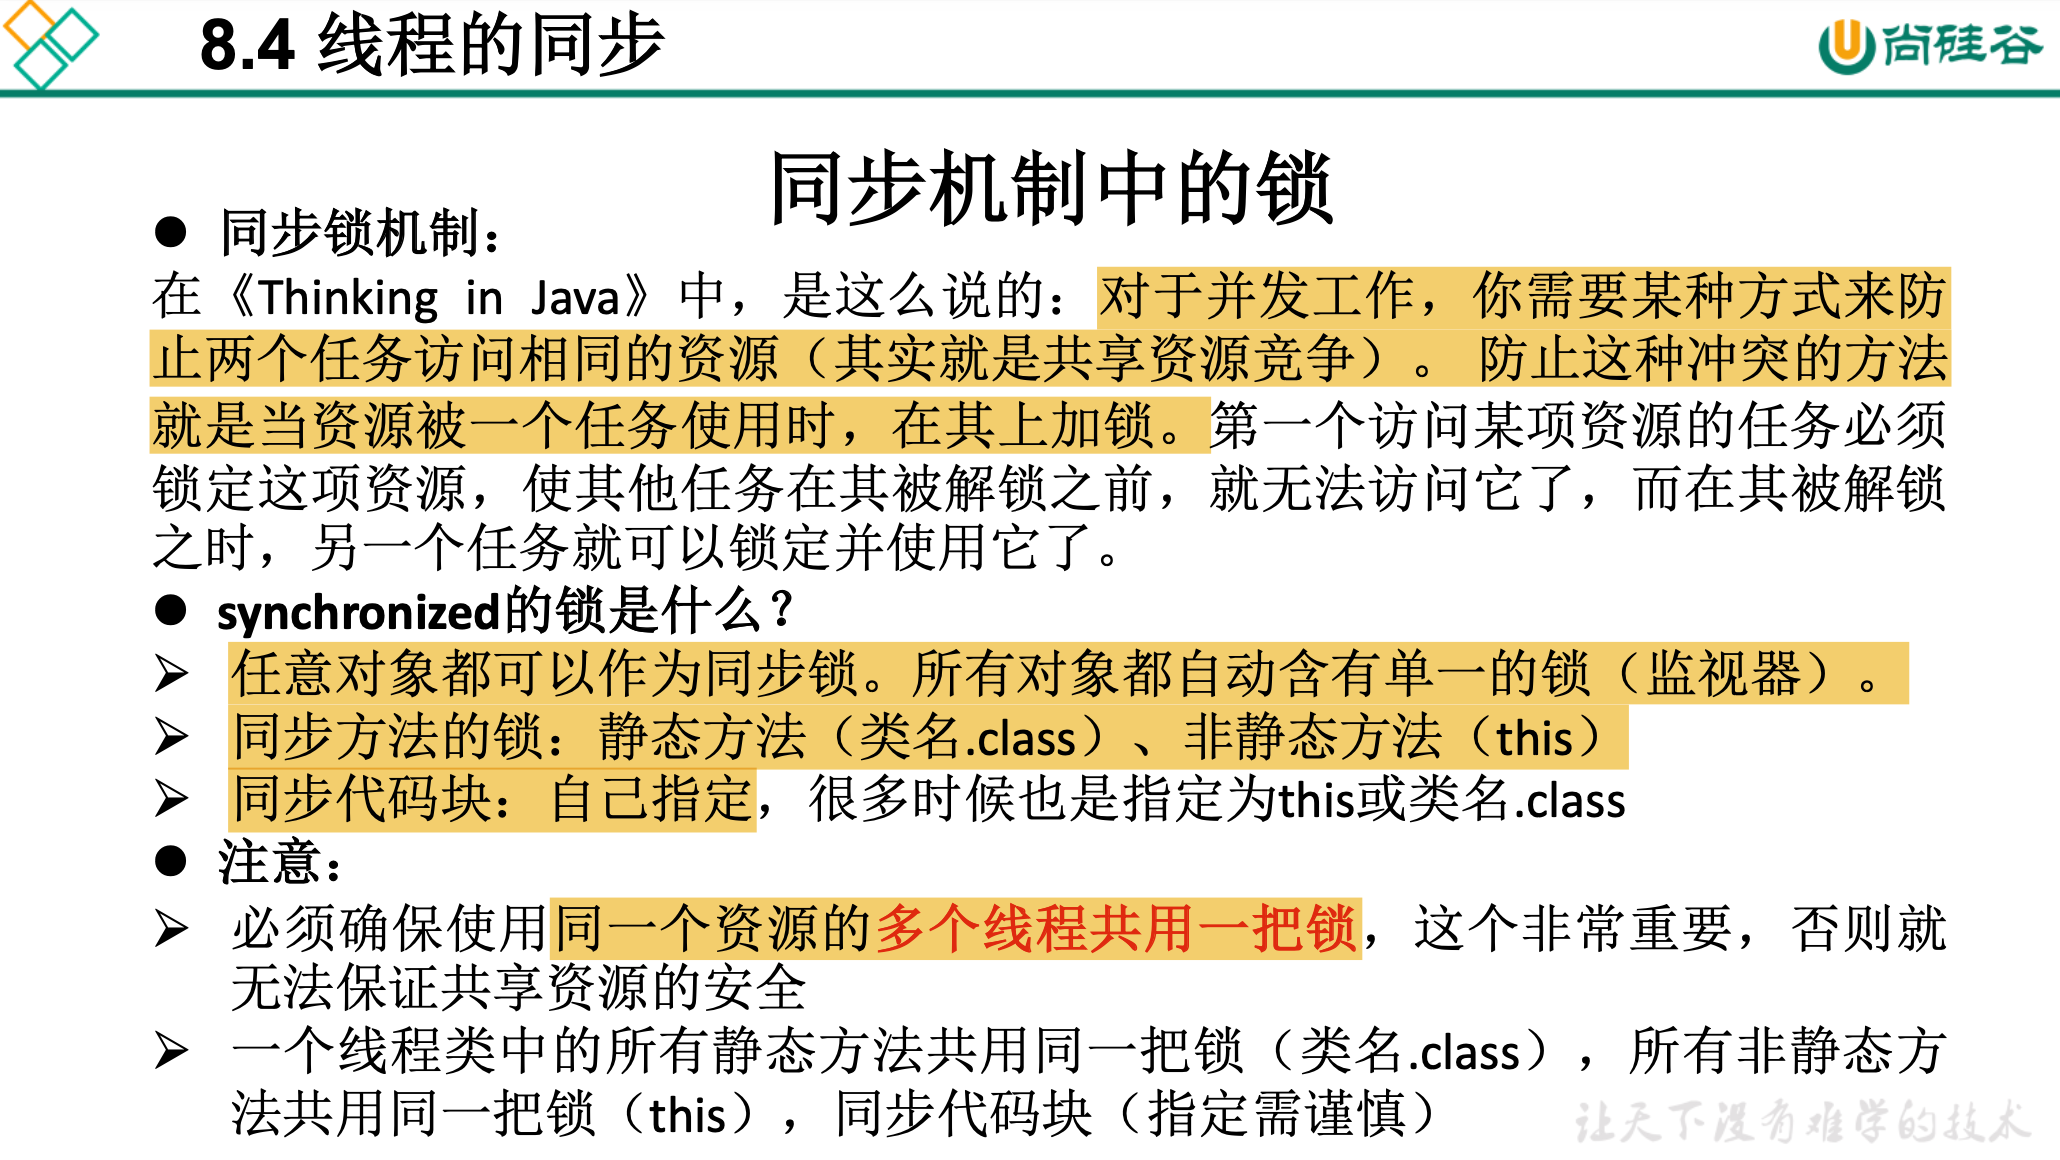 8.4 线程的同步
尚硅谷
同步机制中的锁
● 同步锁机制：
在《Thinking in Java》中，是这么说的：对于并发工作，你需要某种方式来防
止两个任务访问相同的资源（其实就是共享资源竞争）。 防止这种冲突的方法
就是当资源被一个任务使用时，在其上加锁。第一个访问某项资源的任务必须
锁定这项资源，使其他任务在其被解锁之前，就无法访问它了，而在其被解锁
之时，另一个任务就可以锁定并使用它了。
● synchronized的锁是什么？
➢ 任意对象都可以作为同步锁。所有对象都自动含有单一的锁（监视器）。
➢ 同步方法的锁：静态方法（类名.class）、非静态方法（this）
➢ 同步代码块：自己指定，很多时候也是指定为this或类名.class
● 注意：
➢ 必须确保使用同一个资源的多个线程共用一把锁，这个非常重要，否则就
无法保证共享资源的安全
➢ 一个线程类中的所有静态方法共用同一把锁（类名.class），所有非静态方
法共用同一把锁（this），同步代码块（指定需谨慎）
让天下没有难学的技术